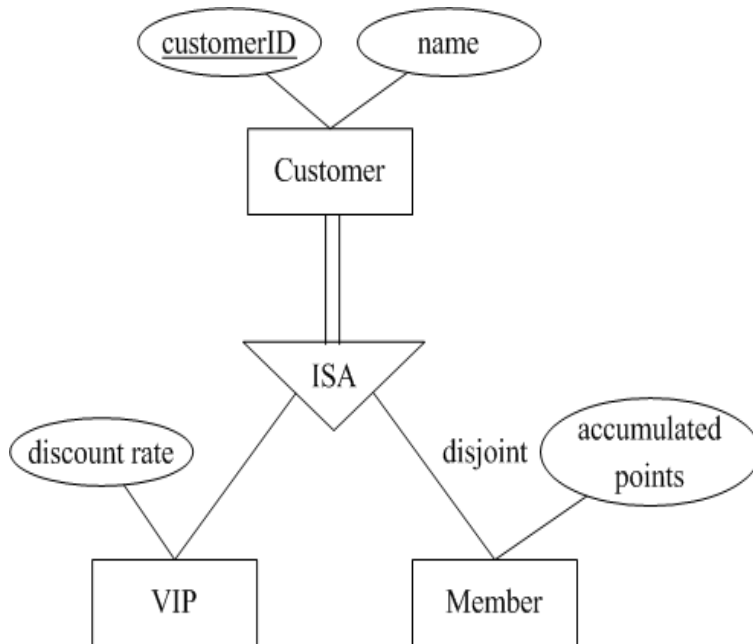 customerID
name
Customer
ISA
discount rate
disjoint
accumulated
points
VIP
Member